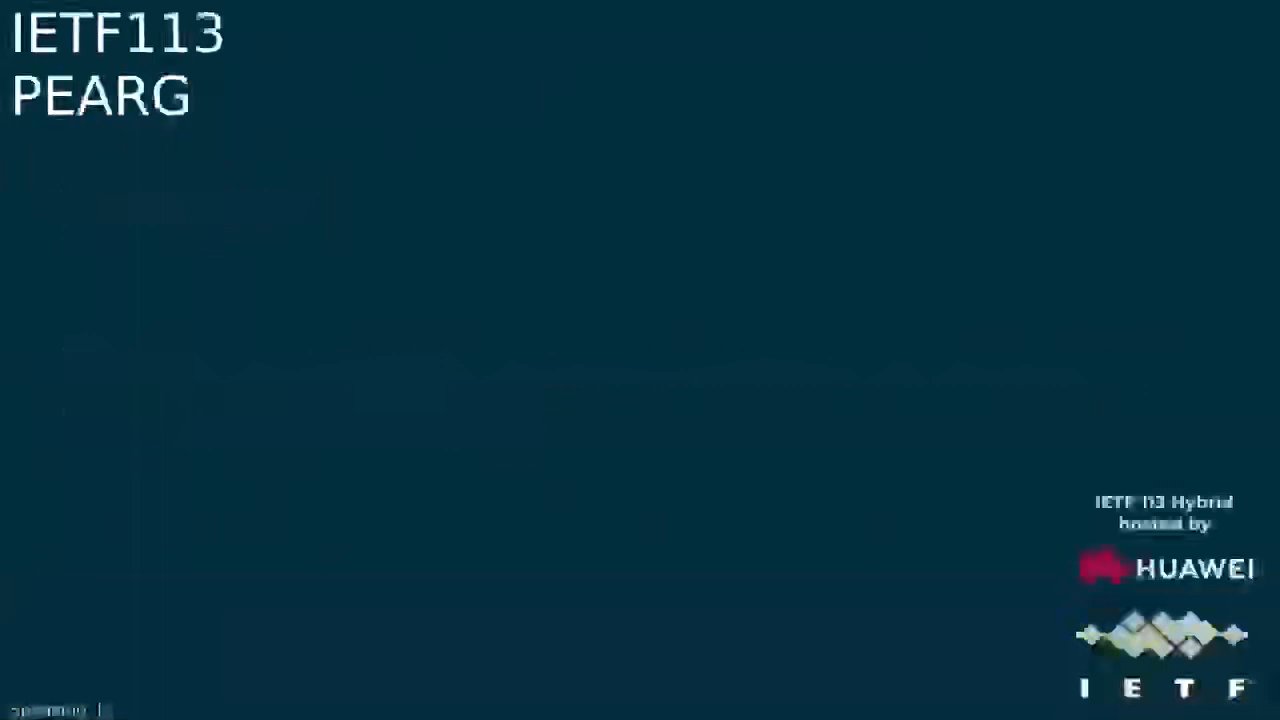 IETF113
PEARG
IETF 113 Hybrid
hosted by
HUAWEI
I E T F